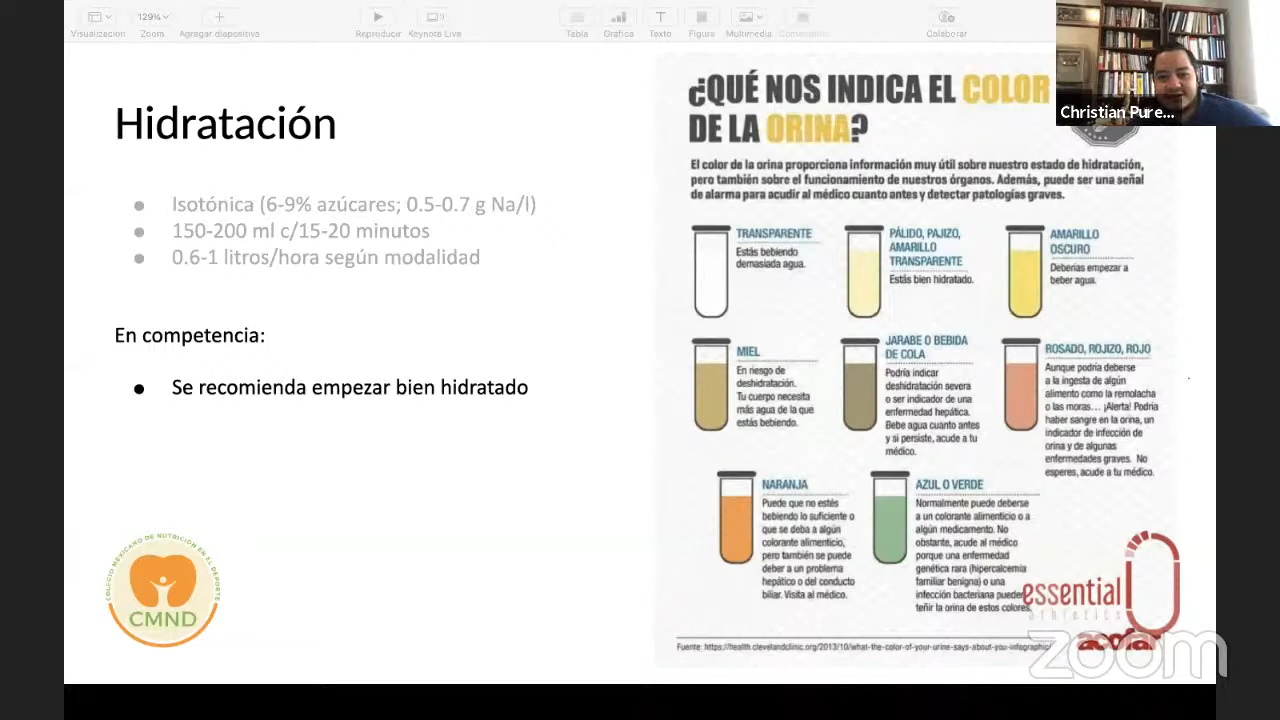 129%
Visualización Zoom Agregar diapositiva Reproducir Keynote Live Tabla Gráfica Texto Figura Multimedia Comentario Colaborar
Christian Pure...
Hidratación
● Isotónica (6-9% azúcares; 0.5-0.7 g Na/l)
● 150-200 ml c/15-20 minutos
● 0.6-1 litros/hora según modalidad
En competencia:
● Se recomienda empezar bien hidratado
COLEGIO MEXICANO DE NUTRICIÓN EN EL DEPORTE
CMND
¿QUÉ NOS INDICA EL COLOR
DE LA ORINA?
El color de la orina proporciona información muy útil sobre nuestro estado de hidratación,
pero también sobre el funcionamiento de nuestros órganos. Además, puede ser una señal
de alarma para acudir al médico cuanto antes y detectar patologías graves.
TRANSPARENTE
Estás bebiendo
demasiada agua.
PÁLIDO, PAJIZO,
AMARILLO
TRANSPARENTE
Estás bien hidratado.
AMARILLO
OSCURO
Deberías empezar a
beber agua.
MIEL
En riesgo de
deshidratación.
Tu cuerpo necesita
más agua de la que
estás bebiendo.
JARABE O BEBIDA
DE COLA
Podría indicar
deshidratación severa
o ser indicador de una
enfermedad hepática.
Bebe agua cuanto antes
y si persiste, acude a tu
médico.
ROSADO, ROJIZO, ROJO
Aunque podría deberse
a la ingesta de algún
alimento como la remolacha
o las moras... ¡Alerta! Podría
haber sangre en la orina, un
indicador de infección de
orina y de algunas
enfermedades graves. No
esperes, acude a tu médico.
NARANJA
Puede que no estés
bebiendo lo suficiente o
que se deba a algún
colorante alimenticio,
pero también se puede
deber a un problema
hepático o del conducto
biliar. Visita al médico.
AZUL O VERDE
Normalmente puede deberse
a un colorante alimenticio o a
algún medicamento. No
obstante, acude al médico
porque una enfermedad
genética rara (hipercalcemia
familiar benigna) o una
infección bacteriana pueden
teñir la orina de estos colores.
essential
athletics
acofar
zoom
Fuente: https://health.clevelandclinic.org/2013/10/what-the-color-of-your-urine-says-about-you-infographic/